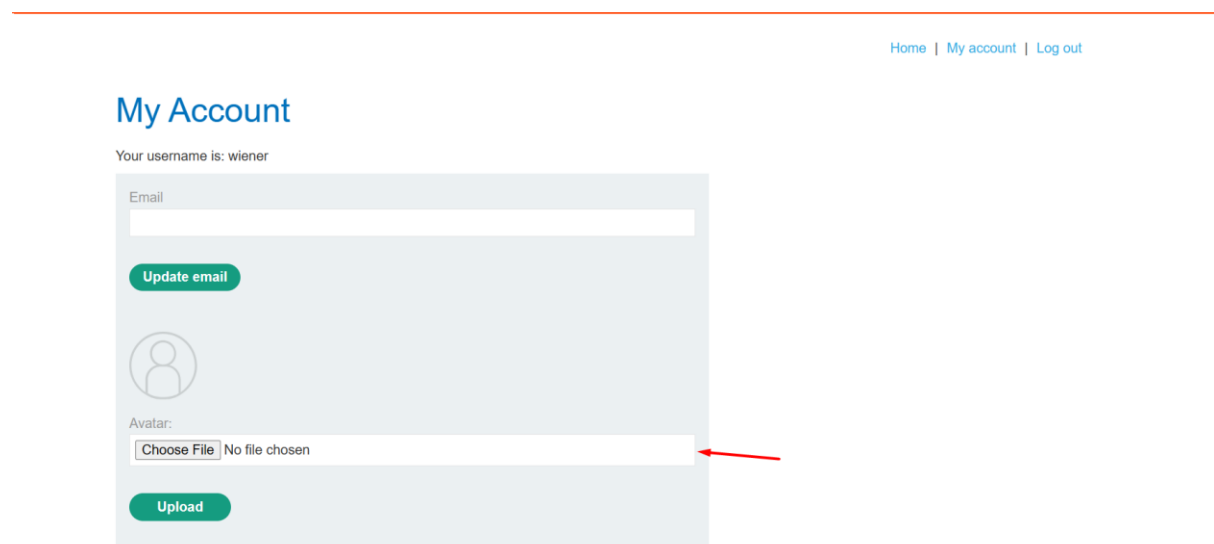 Home | My account | Log out
My Account
Your username is: wiener
Email
Update email
Avatar:
Choose File No file chosen
Upload